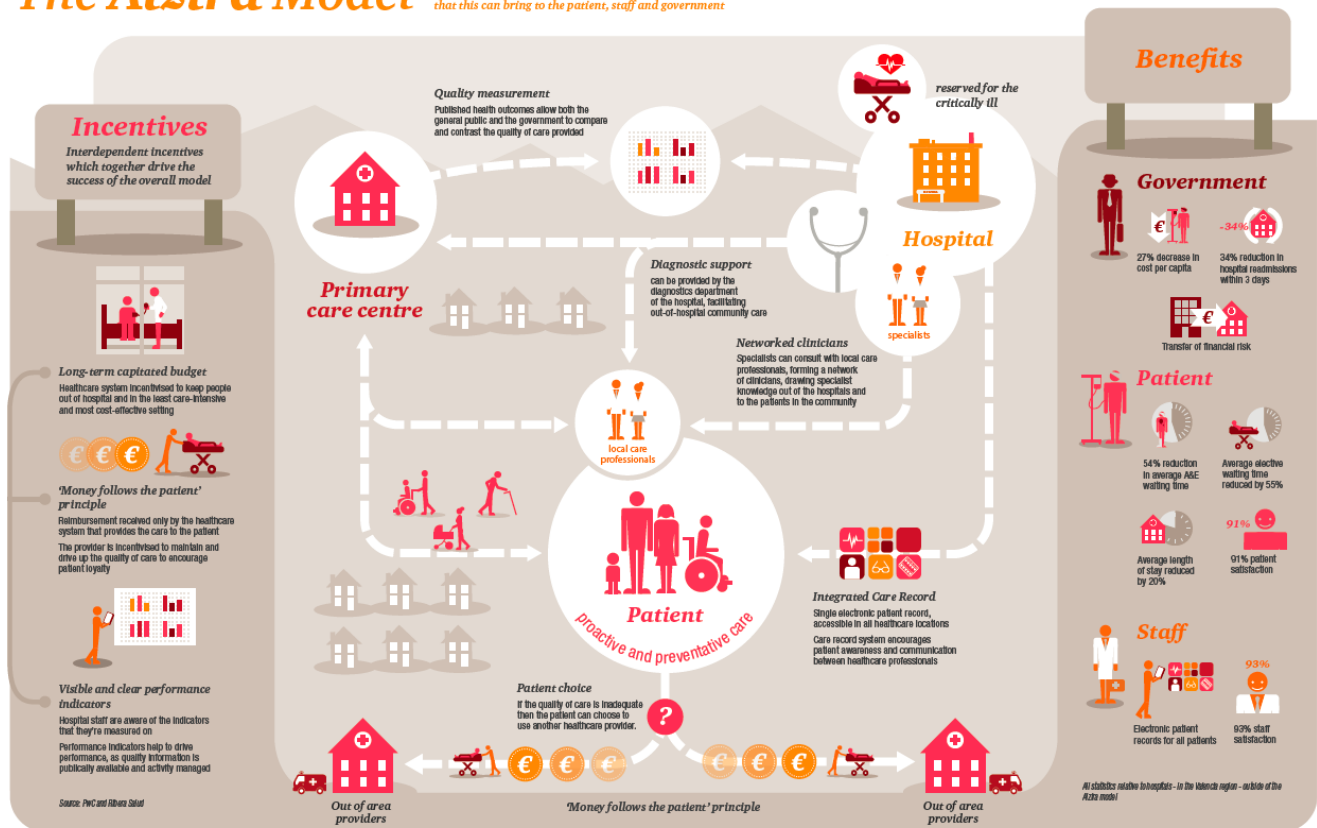 The Alzira Model
that this can bring to the patient, staff and government
Incentives
Interdependent incentives
which together drive the
success of the overall model
Long-term capitated budget
Healthcare system incentivised to keep people
out of hospital and in the least care-intensive
and most cost-effective setting
€ € €
'Money follows the patient'
principle
Reimbursement received only by the healthcare
system that provides the care to the patient
The provider is incentivised to maintain and
drive up the quality of care to encourage
patient loyalty
Visible and clear performance
indicators
Hospital staff are aware of the indicators
that they're measured on
Performance indicators help to drive
performance, as quality information is
publically available and activity managed
Source: PwC and Ribera Salud
Quality measurement
Published health outcomes allow both the
general public and the government to compare
and contrast the quality of care provided
reserved for the
critically ill
Hospital
specialists
Primary
care centre
Diagnostic support
can be provided by the
diagnostics department
of the hospital, facilitating
out-of-hospital community care
Networked clinicians
Specialists can consult with local care
professionals, forming a network
of clinicians, drawing specialist
knowledge out of the hospitals and
to the patients in the community
local care
professionals
Patient
proactive and preventative care
Integrated Care Record
Single electronic patient record,
accessible in all healthcare locations
Care record system encourages
patient awareness and communication
between healthcare professionals
Patient choice
If the quality of care is inadequate
then the patient can choose to
use another healthcare provider.
?
€ € €
€ € €
Out of area
providers
'Money follows the patient' principle
Out of area
providers
Benefits
Government
€
-34%
27% decrease in
cost per capita
34% reduction in
hospital readmissions
within 3 days
€
Transfer of financial risk
Patient
54% reduction
in average A&E
waiting time
Average elective
waiting time
reduced by 55%
91%
Average length
of stay reduced
by 20%
91% patient
satisfaction
Staff
93%
Electronic patient
records for all patients
93% staff
satisfaction
All statistics relative to hospitals - in the Valencia region - outside of the
Alzira model